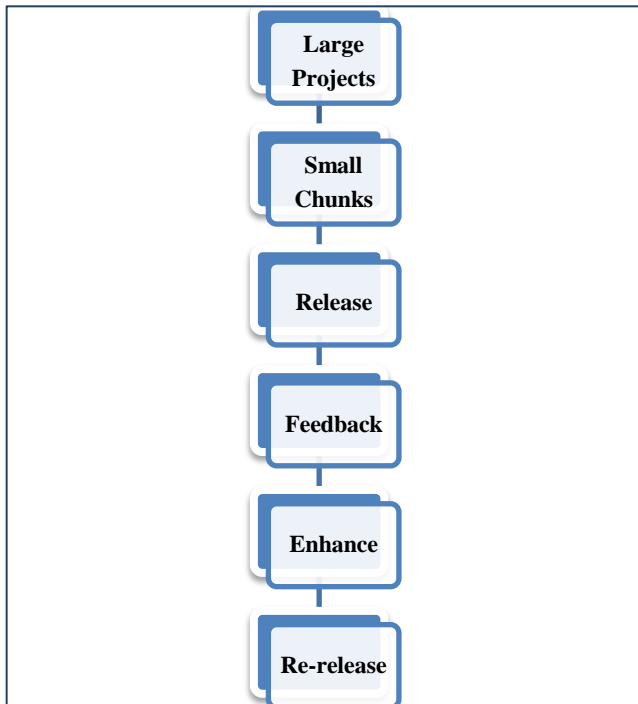 Large
Projects
Small
Chunks
Release
Feedback
Enhance
Re-release